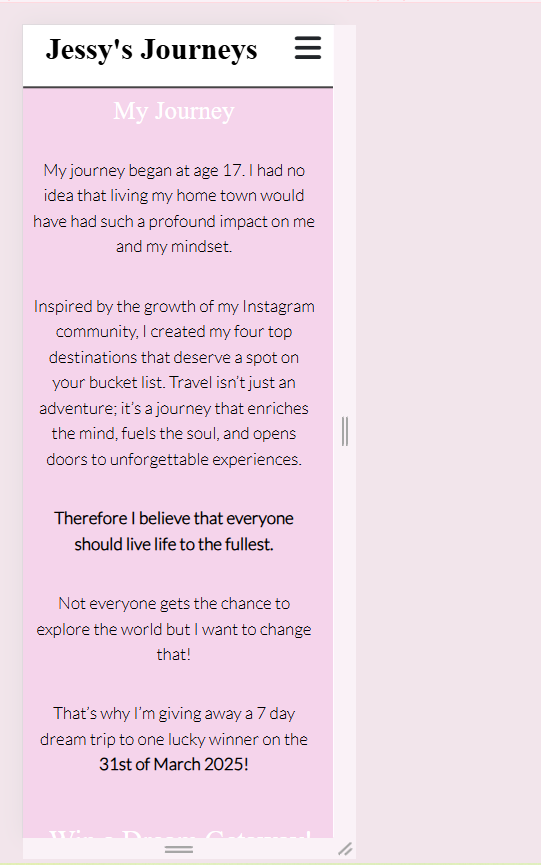 Jessy's Journeys
My Journey
My journey began at age 17. I had no
idea that living my home town would
have had such a profound impact on me
and my mindset.
Inspired by the growth of my Instagram
community, I created my four top
destinations that deserve a spot on
your bucket list. Travel isn’t just an
adventure; it’s a journey that enriches
the mind, fuels the soul, and opens
doors to unforgettable experiences.
Therefore I believe that everyone
should live life to the fullest.
Not everyone gets the chance to
explore the world but I want to change
that!
That’s why I’m giving away a 7 day
dream trip to one lucky winner on the
31st of March 2025!
Win a Dream Getaway!